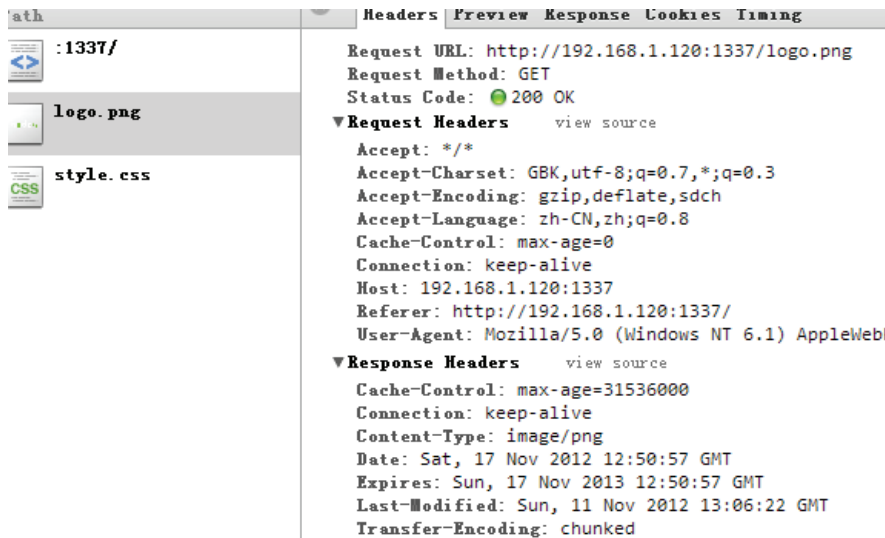 ath
Headers Preview Response Cookies Timing
:1337/
logo.png
CSS
style.css
Request URL: http://192.168.1.120:1337/logo.png
Request Method: GET
Status Code: 200 OK
▼Request Headers view source
Accept: */*
Accept-Charset: GBK,utf-8;q=0.7,*;q=0.3
Accept-Encoding: gzip,deflate,sdch
Accept-Language: zh-CN,zh;q=0.8
Cache-Control: max-age=0
Connection: keep-alive
Host: 192.168.1.120:1337
Referer: http://192.168.1.120:1337/
User-Agent: Mozilla/5.0 (Windows NT 6.1) AppleWeb
▼Response Headers view source
Cache-Control: max-age=31536000
Connection: keep-alive
Content-Type: image/png
Date: Sat, 17 Nov 2012 12:50:57 GMT
Expires: Sun, 17 Nov 2013 12:50:57 GMT
Last-Modified: Sun, 11 Nov 2012 13:06:22 GMT
Transfer-Encoding: chunked